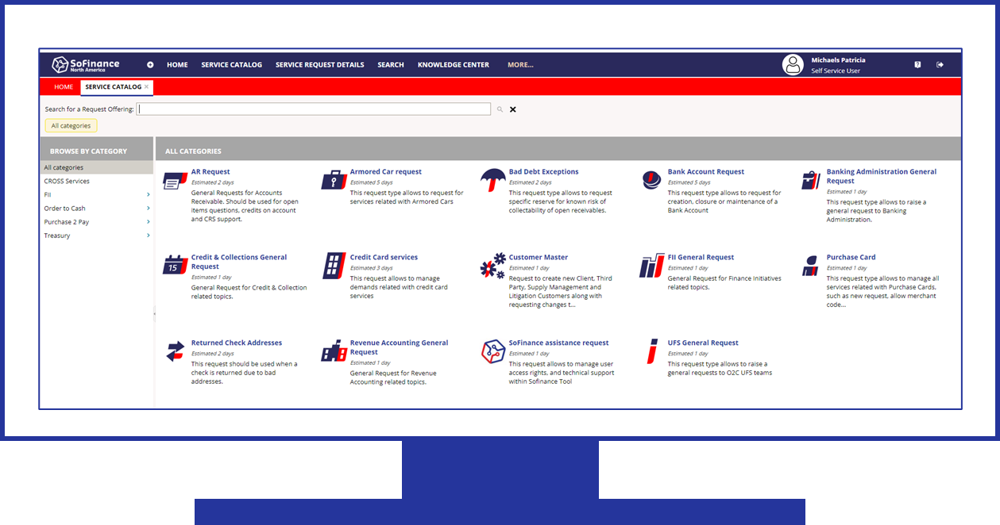 SoFinance
North America
HOME SERVICE CATALOG SERVICE REQUEST DETAILS SEARCH KNOWLEDGE CENTER MORE...
Michaels Patricia
Self Service User
HOME SERVICE CATALOG
Search for a Request Offering:
All categories
BROWSE BY CATEGORY
All categories
CROSS Services
FII
Order to Cash
Purchase 2 Pay
Treasury
ALL CATEGORIES
AR Request
Estimated 2 days
General Requests for Accounts
Receivable. Should be used for open
items questions, credits on account
and CRS support.
Armored Car request
Estimated 5 days
This request type allows to request for
services related with Armored Cars
Bad Debt Exceptions
Estimated 2 days
This request type allows to request
specific reserve for known risk of
collectability of open receivables.
Bank Account Request
Estimated 5 days
This request type allows to request for
creation, closure or maintenance of a
Bank Account
Banking Administration General
Request
Estimated 1 day
This request type allows to raise a
general request to Banking
Administration.
15
Credit & Collections General
Request
Estimated 1 day
General Request for Credit & Collection
related topics.
Credit Card services
Estimated 3 days
This request allows to manage
demands related with credit card
services
Customer Master
Estimated 1 day
Request to create new Client, Third
Party, Supply Management and
Litigation Customers along with
requesting changes t...
FII General Request
Estimated 1 day
General Request for Finance Initiatives
related topics.
Purchase Card
Estimated 1 day
This request type allows to manage all
services related with Purchase Cards,
such as new request, allow merchant
code...
Returned Check Addresses
Estimated 2 days
This request should be used when a
check is returned due to bad
addresses.
Revenue Accounting General
Request
Estimated 1 day
General Request for Revenue
Accounting related topics.
SoFinance assistance request
Estimated 1 day
This request allows to manage user
access rights, and technical support
within Sofinance Tool
UFS General Request
Estimated 1 day
This request type allows to raise a
general requests to O2C UFS teams